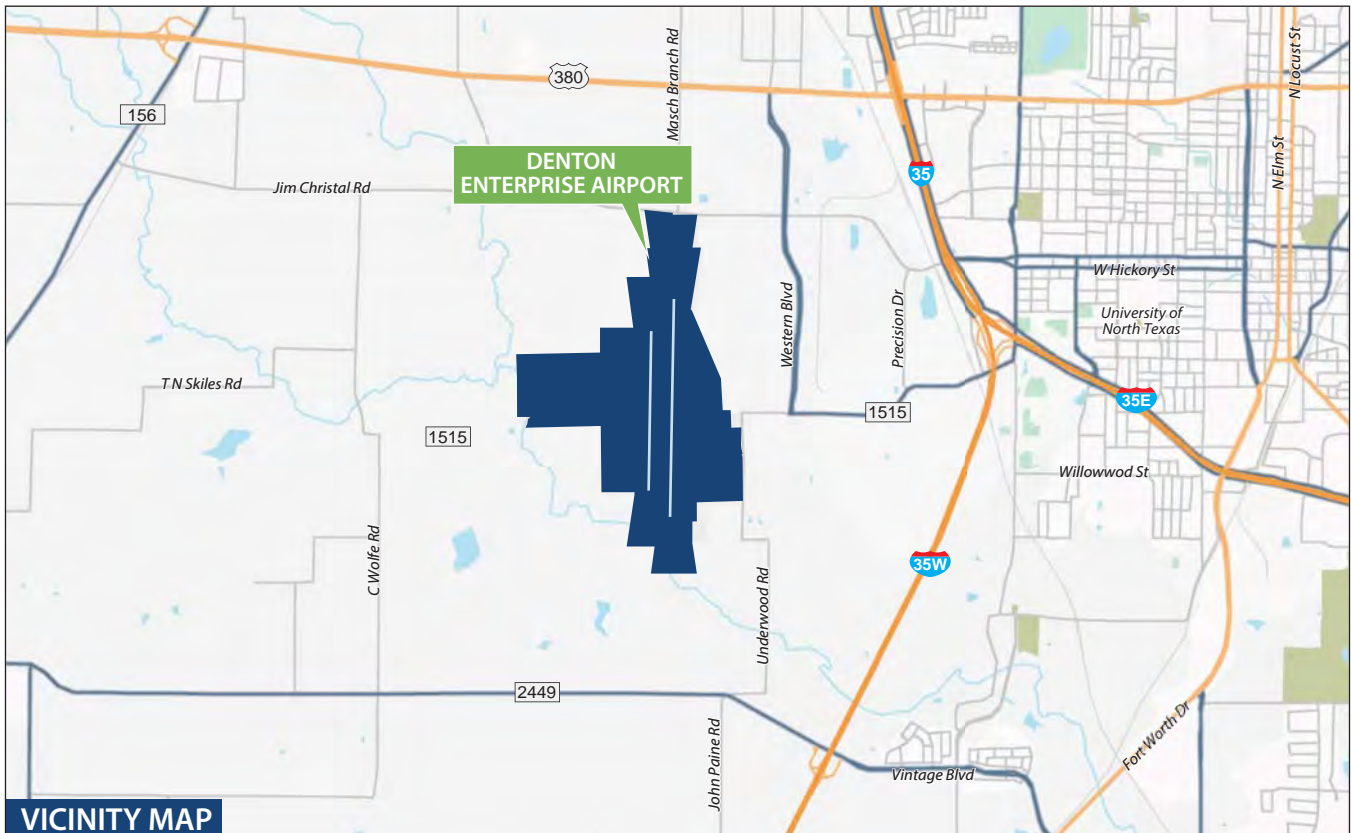 N Locust St
Masch Branch Rd
380
156
N Elm St
DENTON
ENTERPRISE AIRPORT
35
Jim Christal Rd
W Hickory St
University of
North Texas
Western Blvd
Precision Dr
T N Skiles Rd
35E
1515
1515
Willowwod St
C Wolfe Rd
35W
Underwood Rd
2449
Fort Worth Dr
John Paine Rd
Vintage Blvd
VICINITY MAP